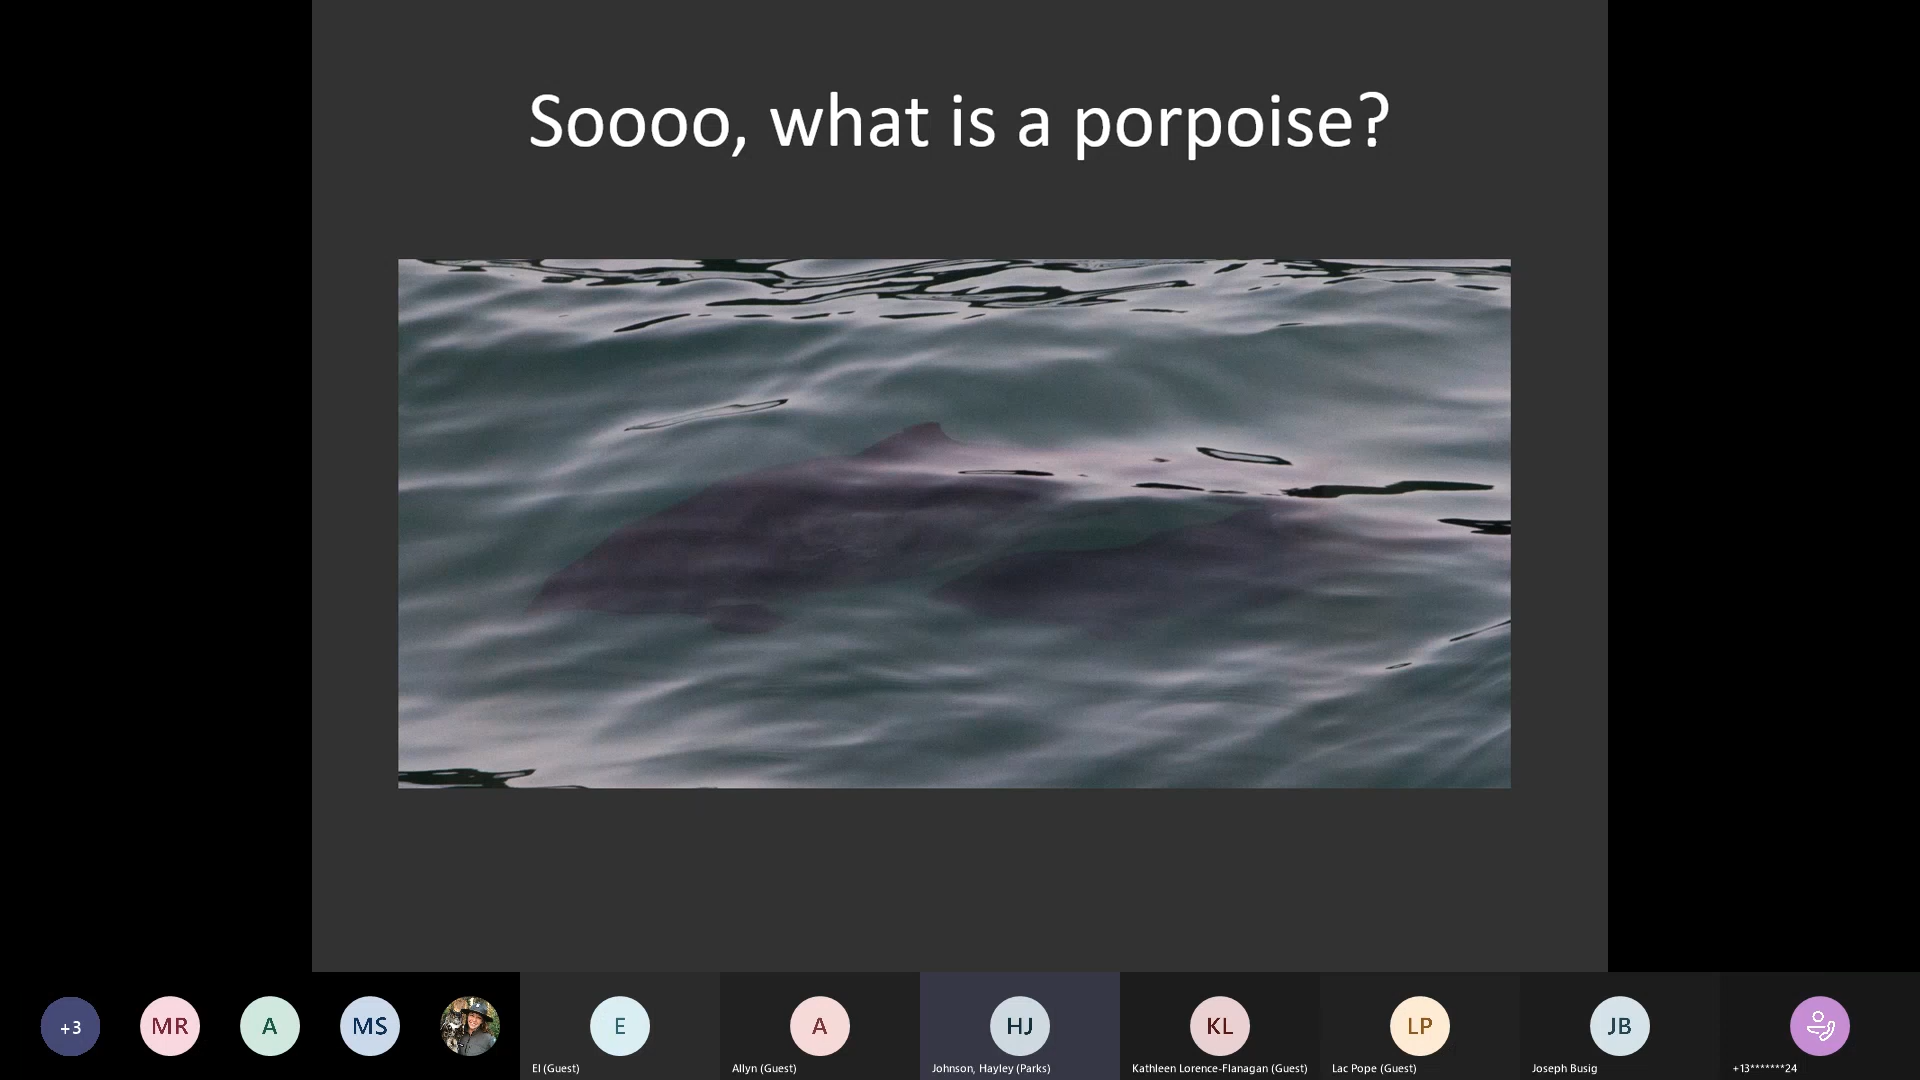 Soooo, what is a porpoise?
+3
MR
A
MS
E
A
HJ
KL
LP
JB
El (Guest)
Allyn (Guest)
Johnson, Hayley (Parks)
Kathleen Lorence-Flanagan (Guest)
Lac Pope (Guest)
Joseph Busig
+13*******24